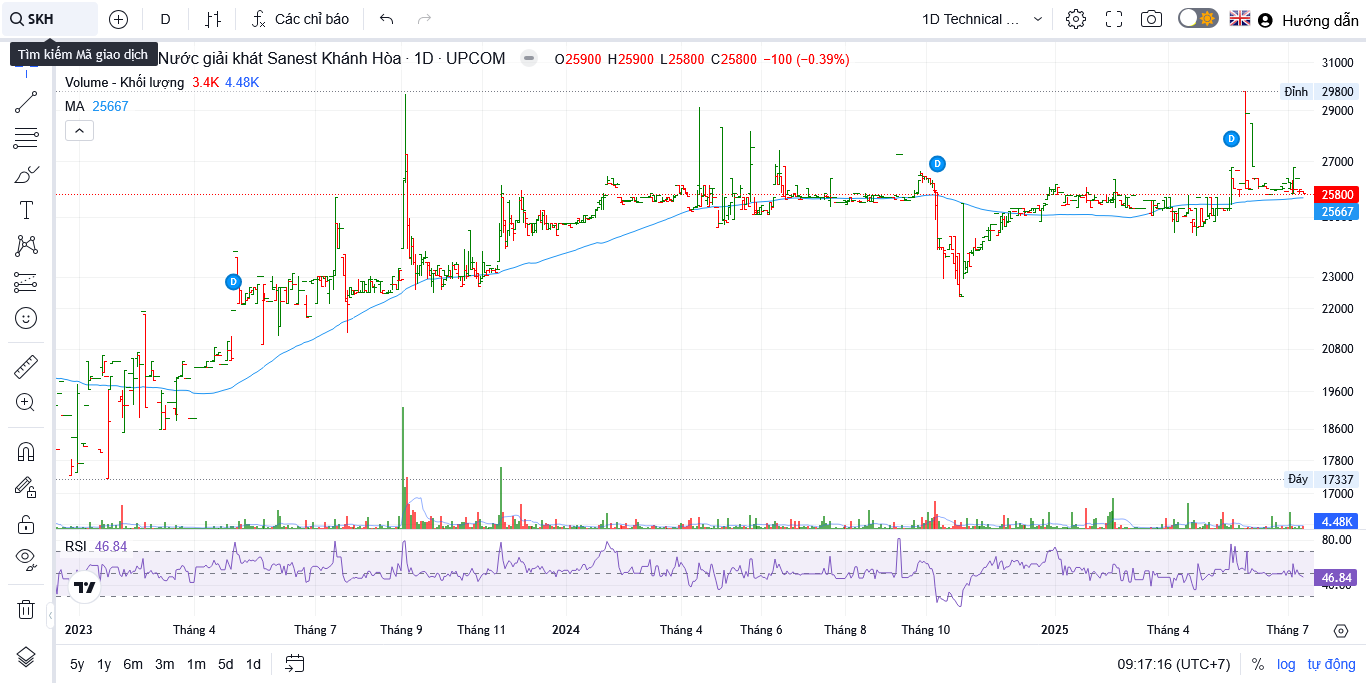 SKH
D
Các chỉ báo
1D Technical ...
Hướng dẫn
Tìm kiếm Mã giao dịch
Nước giải khát Sanest Khánh Hòa · 1D · UPCOM
O25900 H25900 L25800 C25800 −100 (−0.39%)
Volume - Khối lượng 3.4K 4.48K
MA 25667
31000
Đỉnh 29800
29000
D
D
27000
25800
25667
D
23000
22000
20800
19600
18600
17800
Đáy 17337
17000
4.48K
RSI 46.84
80.00
46.84
2023 Tháng 4 Tháng 7 Tháng 9 Tháng 11 2024 Tháng 4 Tháng 6 Tháng 8 Tháng 10 2025 Tháng 4 Tháng 7
5y 1y 6m 3m 1m 5d 1d
09:17:16 (UTC+7) % log tự động